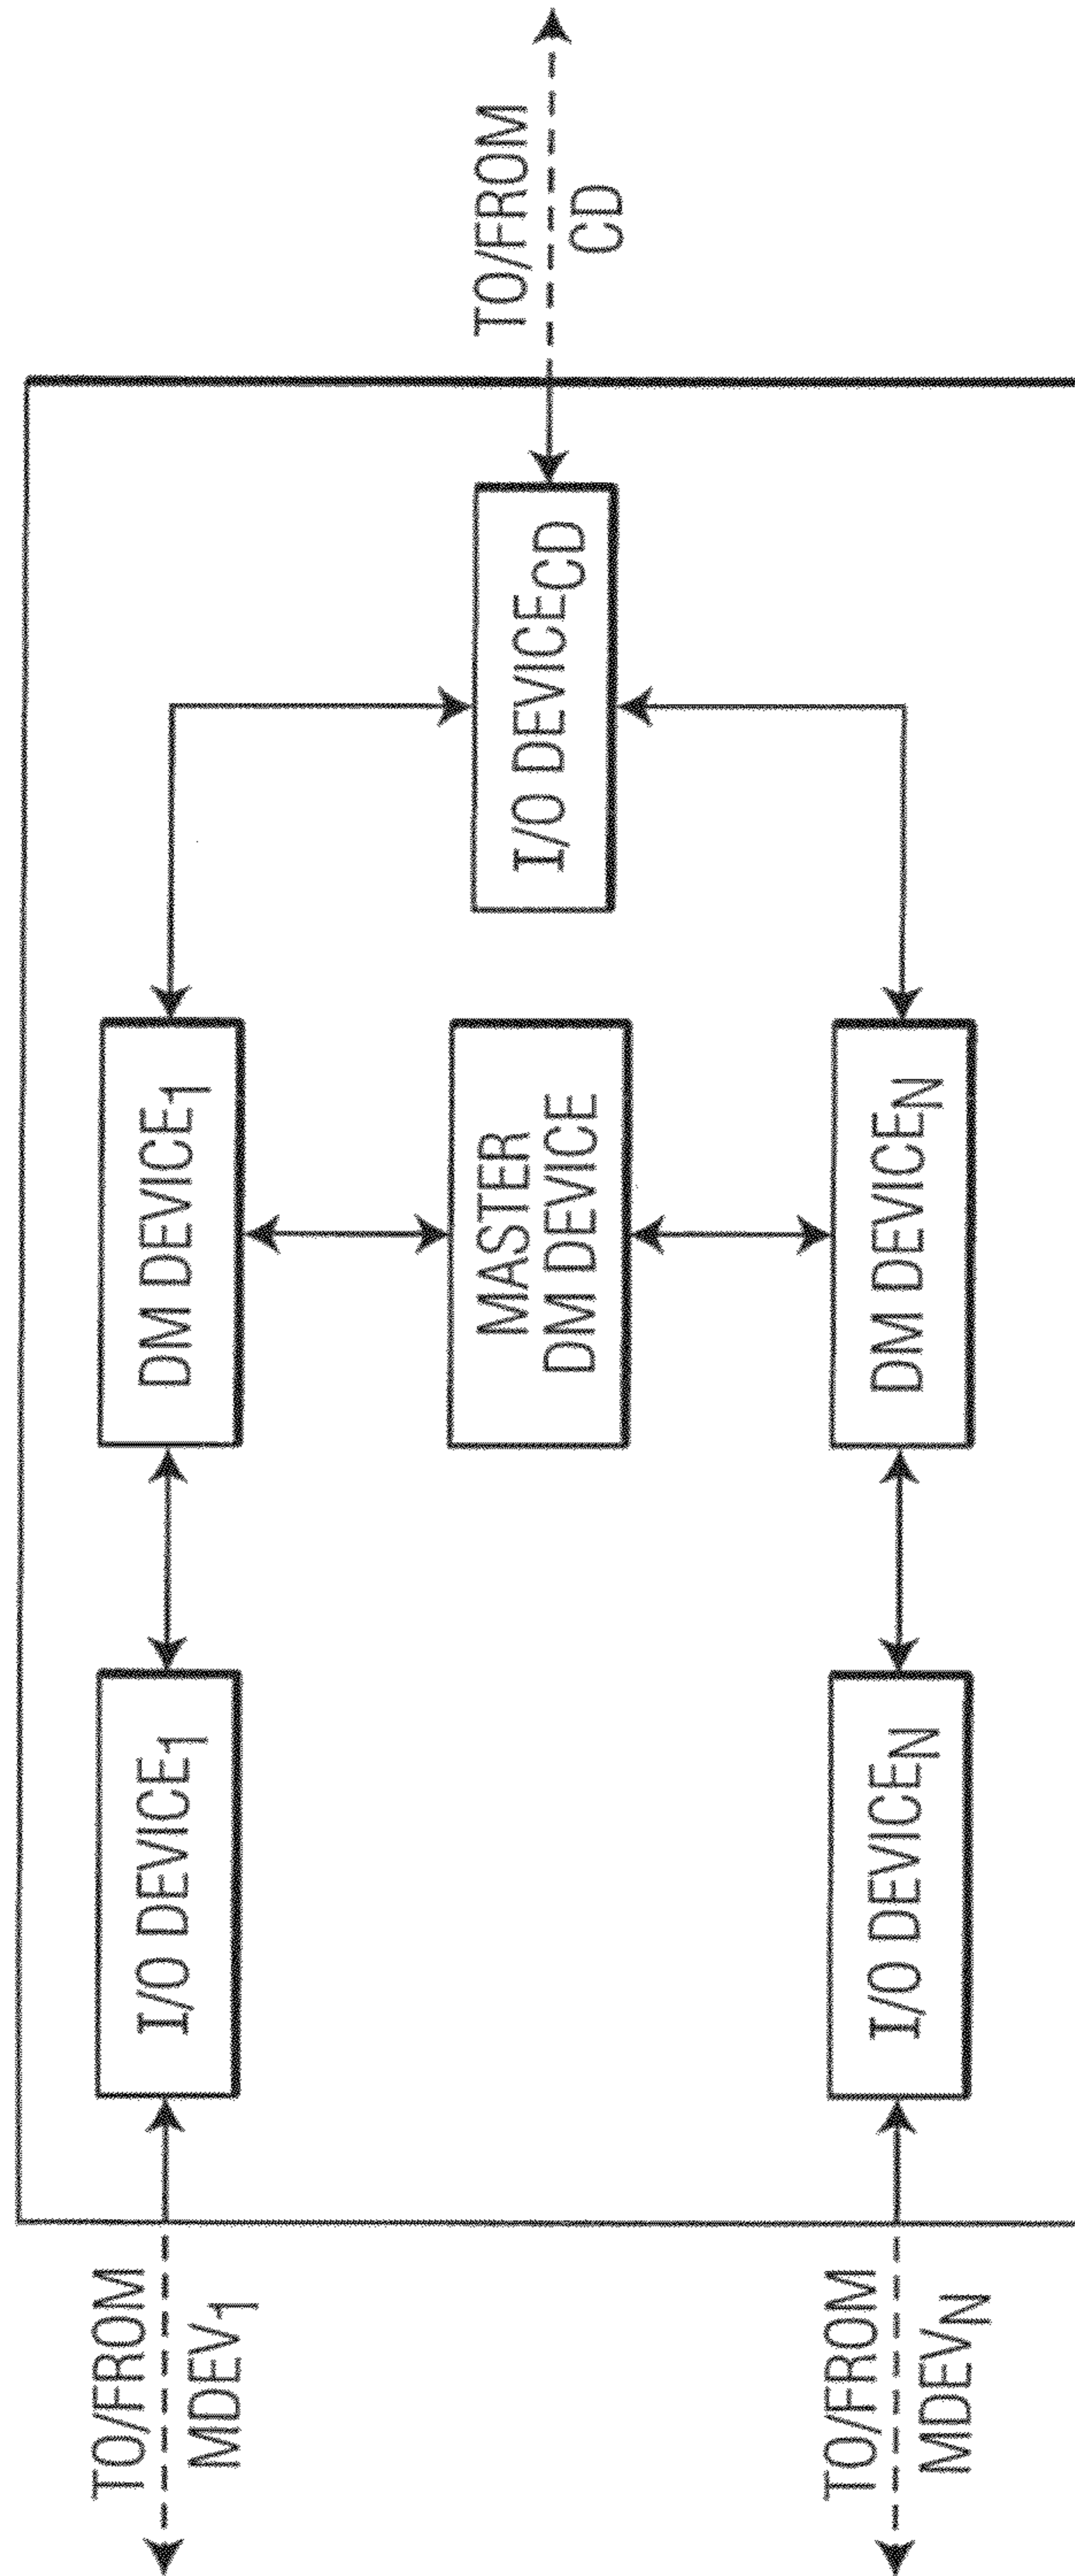 TO/FROM
MDEV1
I/O DEVICE1
DM DEVICE1
MASTER
DM DEVICE
I/O DEVICECD
TO/FROM
CD
TO/FROM
MDEVN
I/O DEVICEN
DM DEVICEN